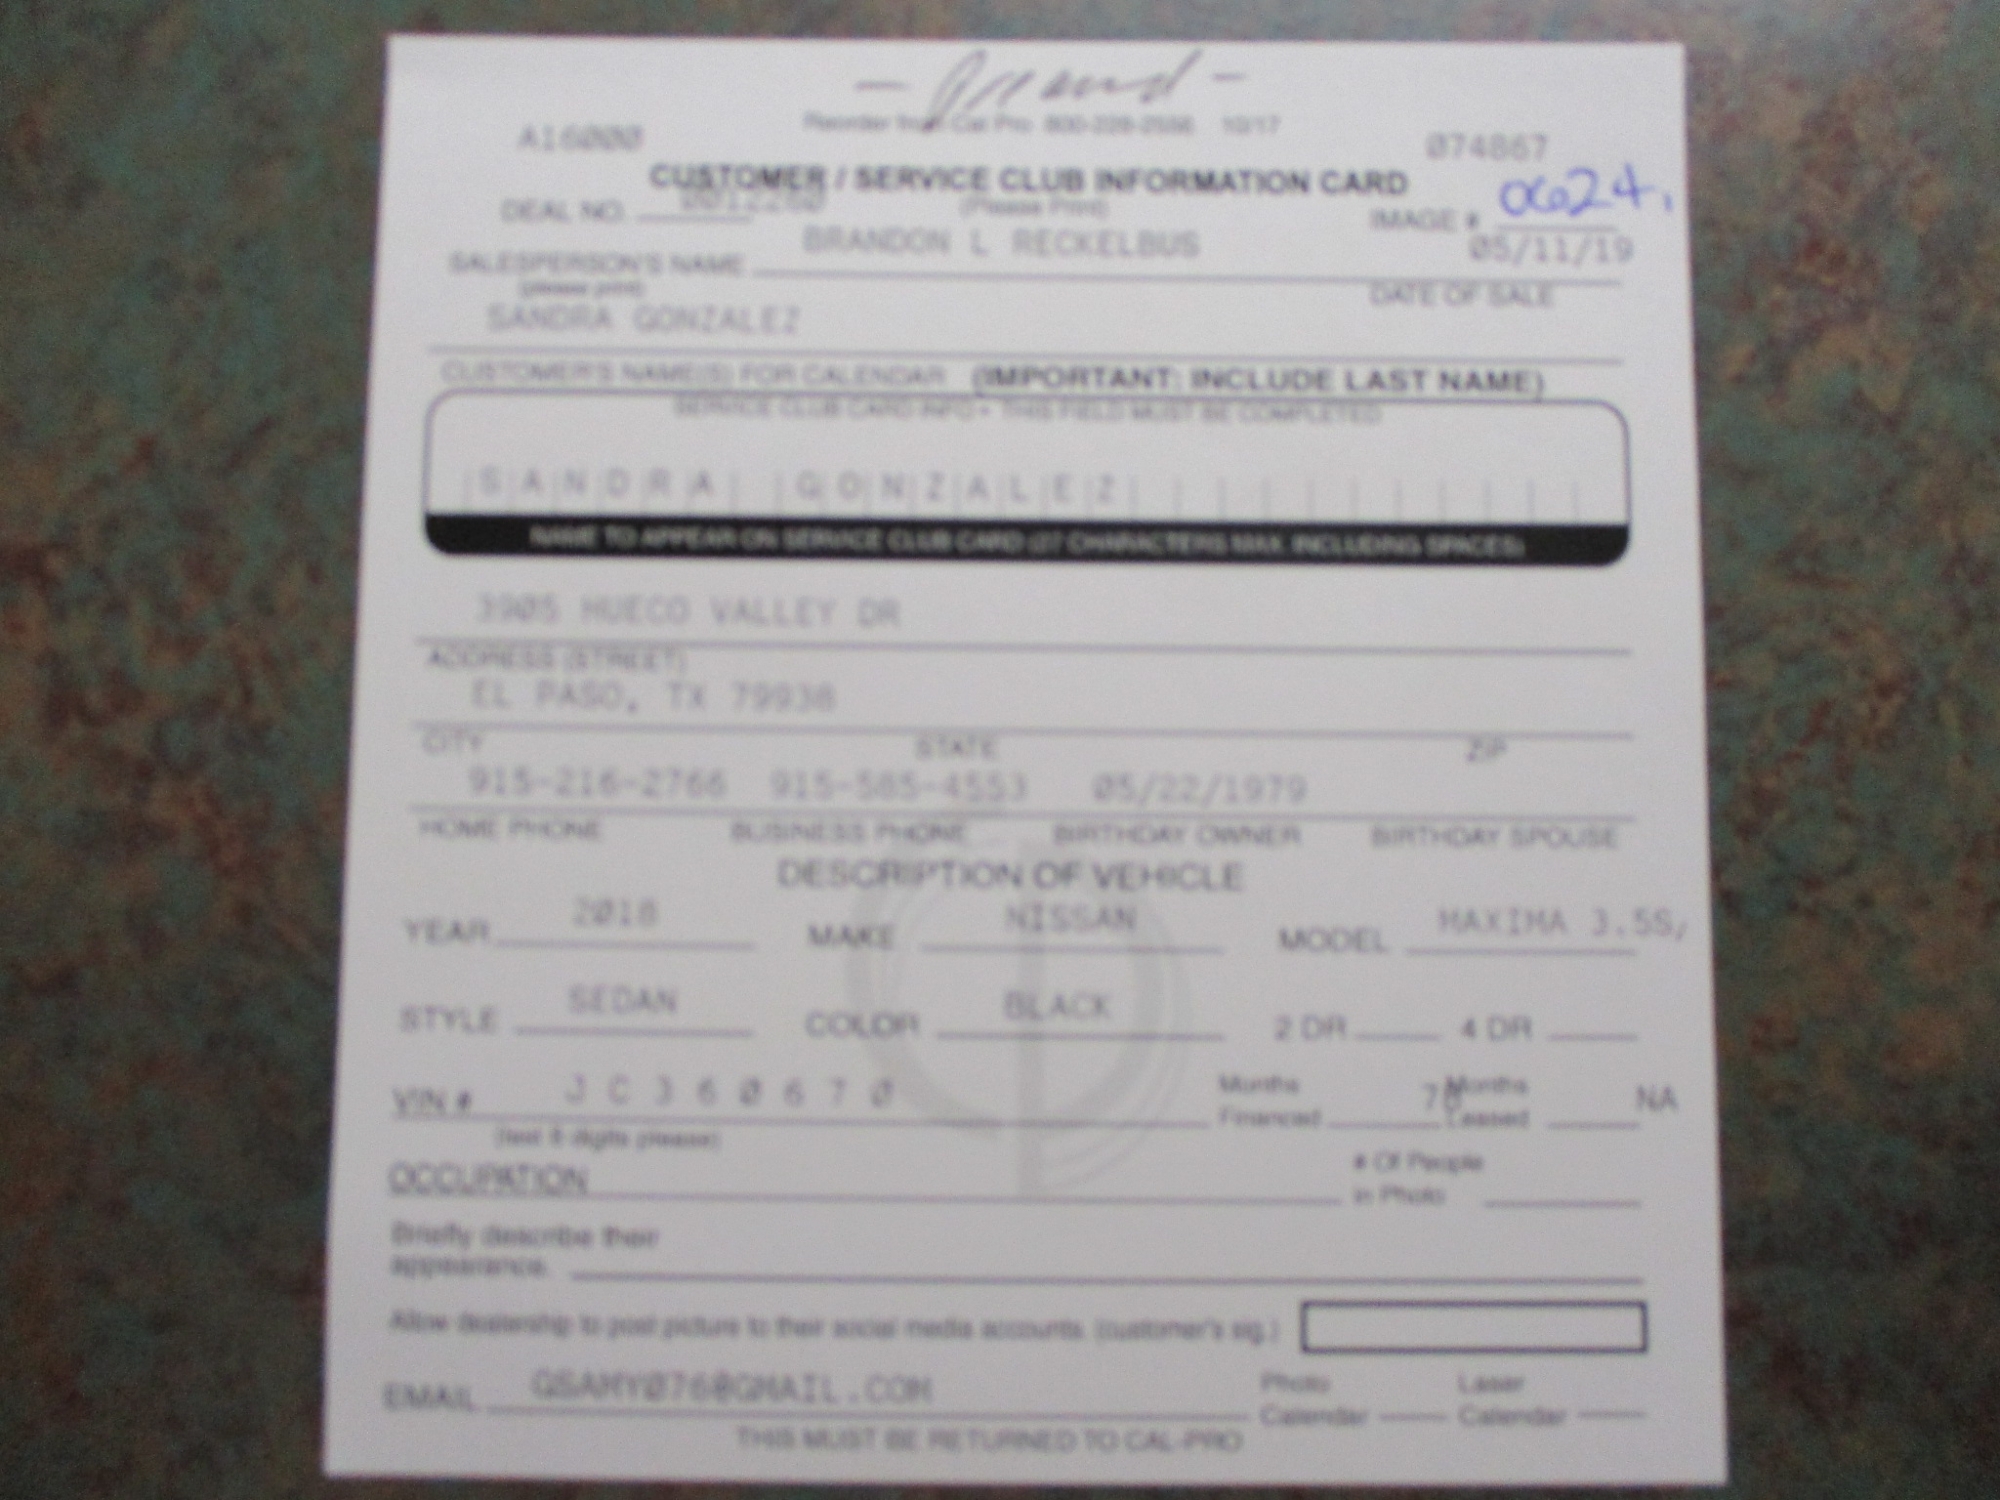 Reorder from Cal Pro 800-228-2556 10/17
A16000 074867
CUSTOMER / SERVICE CLUB INFORMATION CARD
DEAL NO. (Please Print) IMAGE # 0624
BRANDON L RECKELBUS 05/11/19
SALESPERSON'S NAME
(please print) DATE OF SALE
SANDRA GONZALEZ
CUSTOMER'S NAME(S) FOR CALENDAR (IMPORTANT: INCLUDE LAST NAME)
SERVICE CLUB CARD INFO • THIS FIELD MUST BE COMPLETED
SANDRA GONZALEZ
NAME TO APPEAR ON SERVICE CLUB CARD (27 CHARACTERS MAX. INCLUDING SPACES)
3905 HUECO VALLEY DR
ADDRESS (STREET)
EL PASO, TX 79938
CITY STATE ZIP
915-216-2766 915-585-4553 05/22/1979
HOME PHONE BUSINESS PHONE BIRTHDAY OWNER BIRTHDAY SPOUSE
DESCRIPTION OF VEHICLE
YEAR 2018 MAKE NISSAN MODEL MAXIMA 3.5S,
STYLE SEDAN COLOR BLACK 2 DR 4 DR
VIN # JC360670 Months Financed Months Leased NA
(last 8 digits please)
OCCUPATION # Of People in Photo
Briefly describe their
appearance.
Allow dealership to post picture to their social media accounts. (customer's sig.)
EMAIL GSAMY076@GMAIL.COM Photo Calendar Laser Calendar
THIS MUST BE RETURNED TO CAL-PRO